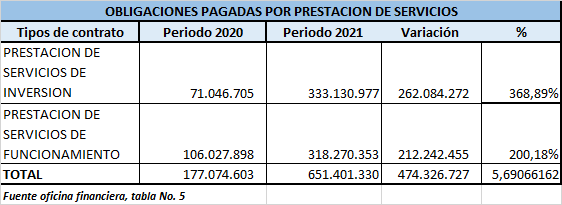 OBLIGACIONES PAGADAS POR PRESTACION DE SERVICIOS
Tipos de contrato Periodo 2020 Periodo 2021 Variación %
PRESTACION DE
SERVICIOS DE
INVERSION 71.046.705 333.130.977 262.084.272 368,89%
PRESTACION DE
SERVICIOS DE
FUNCIONAMIENTO 106.027.898 318.270.353 212.242.455 200,18%
TOTAL 177.074.603 651.401.330 474.326.727 5,69066162
Fuente oficina financiera, tabla No. 5